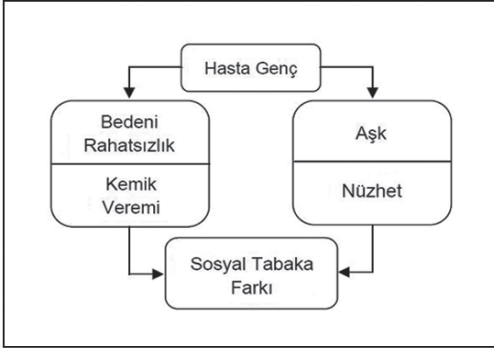 Hasta Genç
Bedeni
Rahatsızlık
Kemik
Veremi
Aşk
Nüzhet
Sosyal Tabaka
Farkı